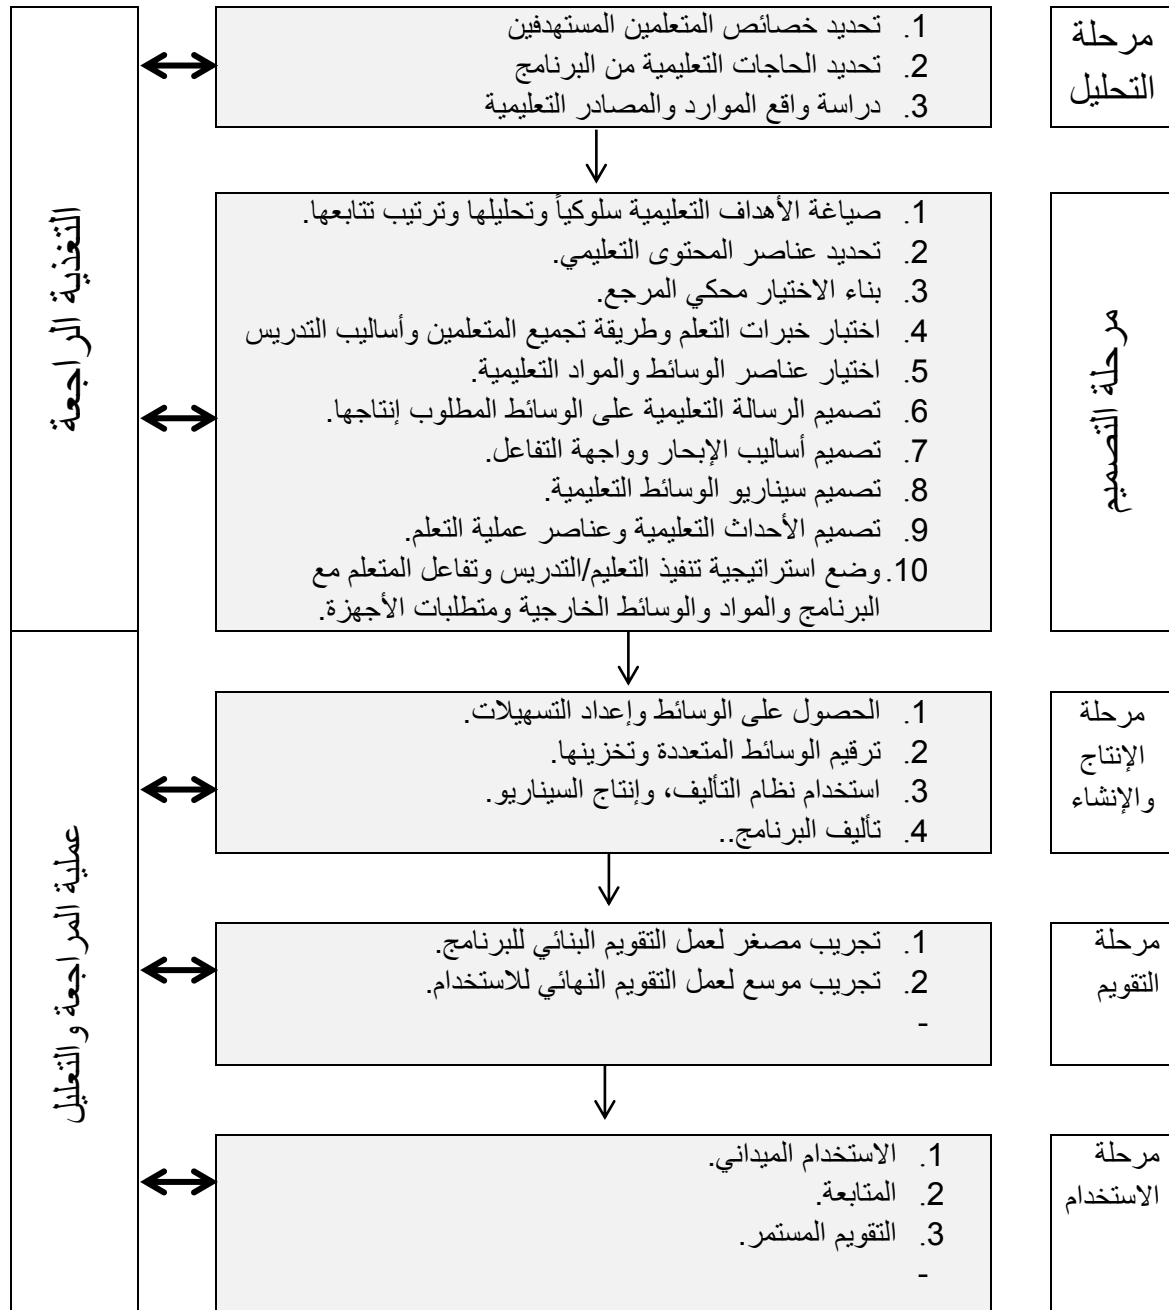 مرحلة
التحليل
1. تحديد خصائص المتعلمين المستهدفين
2. تحديد الحاجات التعليمية من البرنامج
3. دراسة واقع الموارد والمصادر التعليمية
التغذية الراجعة
مرحلة التصميم
1. صياغة الأهداف التعليمية سلوكياً وتحليلها وترتيب تتابعها.
2. تحديد عناصر المحتوى التعليمي.
3. بناء الاختيار محكي المرجع.
4. اختبار خبرات التعلم وطريقة تجميع المتعلمين وأساليب التدريس
5. اختيار عناصر الوسائط والمواد التعليمية.
6. تصميم الرسالة التعليمية على الوسائط المطلوب إنتاجها.
7. تصميم أساليب الإبحار وواجهة التفاعل.
8. تصميم سيناريو الوسائط التعليمية.
9. تصميم الأحداث التعليمية وعناصر عملية التعلم.
10. وضع استراتيجية تنفيذ التعليم/التدريس وتفاعل المتعلم مع
البرنامج والمواد والوسائط الخارجية ومتطلبات الأجهزة.
مرحلة
الإنتاج
والإنشاء
1. الحصول على الوسائط وإعداد التسهيلات.
2. ترقيم الوسائط المتعددة وتخزينها.
3. استخدام نظام التأليف، وإنتاج السيناريو.
4. تأليف البرنامج..
عملية المراجعة والتعليل
مرحلة
التقويم
1. تجريب مصغر لعمل التقويم البنائي للبرنامج.
2. تجريب موسع لعمل التقويم النهائي للاستخدام.
-
مرحلة
الاستخدام
1. الاستخدام الميداني.
2. المتابعة.
3. التقويم المستمر.
-